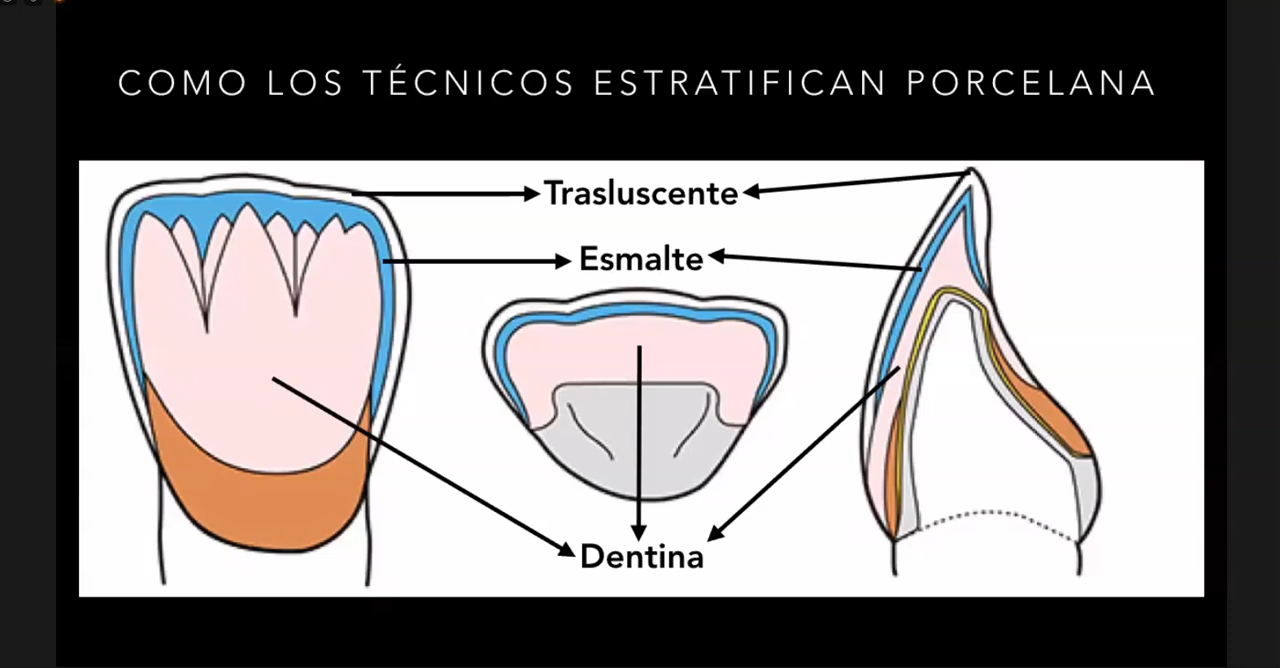 COMO LOS TÉCNICOS ESTRATIFICAN PORCELANA
Trasluscente
Esmalte
Dentina